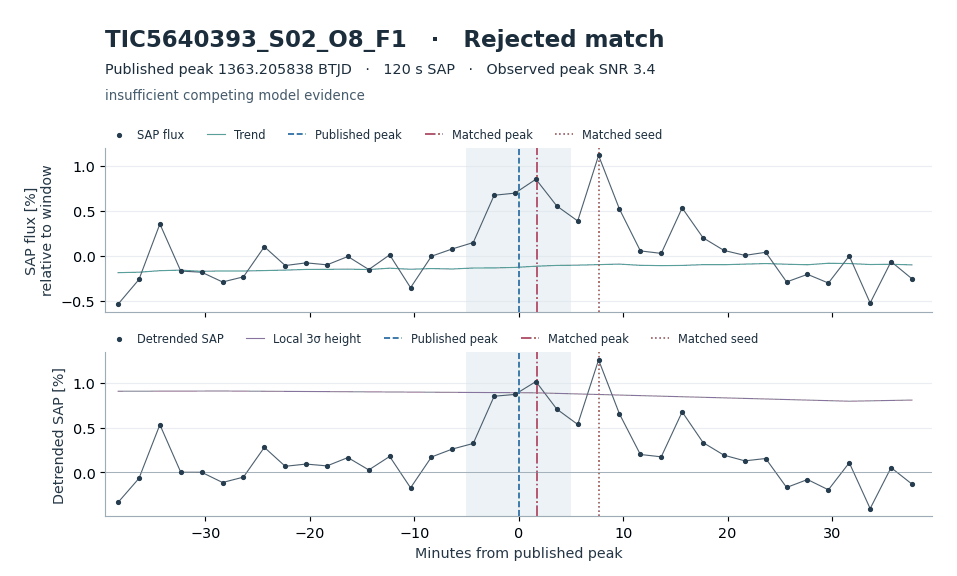 TIC5640393_S02_O8_F1 · Rejected match
Published peak 1363.205838 BTJD · 120 s SAP · Observed peak SNR 3.4
insufficient competing model evidence
SAP flux Trend Published peak Matched peak Matched seed
SAP flux [%]
relative to window
1.0
0.5
0.0
−0.5
Detrended SAP Local 3σ height Published peak Matched peak Matched seed
Detrended SAP [%]
1.0
0.5
0.0
−30 −20 −10 0 10 20 30
Minutes from published peak